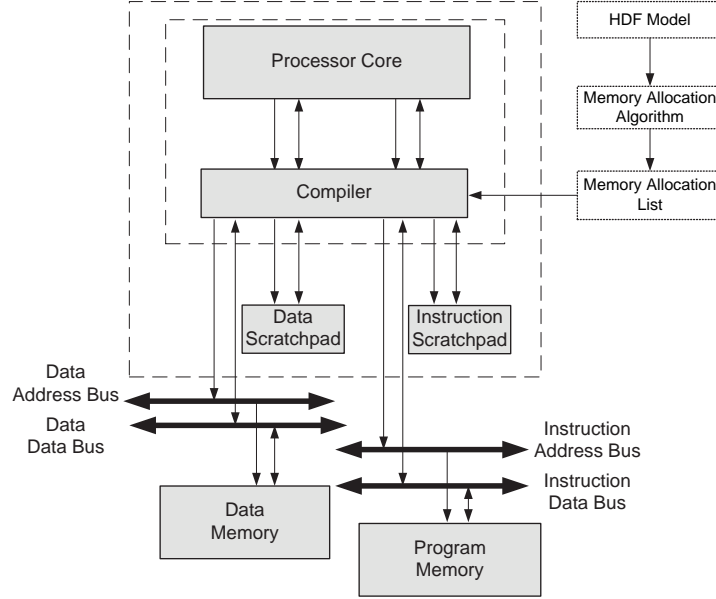 HDF Model
Processor Core
Memory Allocation
Algorithm
Compiler
Memory Allocation
List
Data
Scratchpad
Instruction
Scratchpad
Data
Address Bus
Data
Data Bus
Instruction
Address Bus
Instruction
Data Bus
Data
Memory
Program
Memory